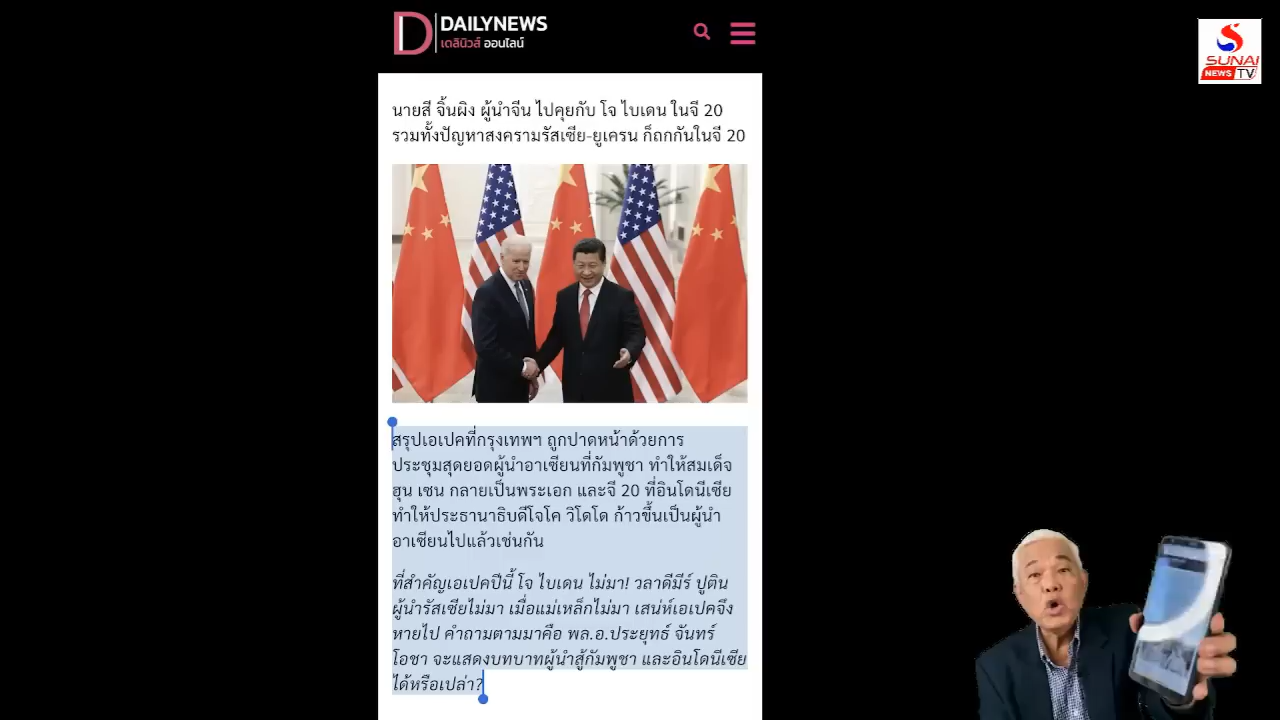 DAILYNEWS
เดลินิวส์ ออนไลน์
SUNAI
NEWS TV
นายสี จิ้นผิง ผู้นำจีน ไปคุยกับ โจ ไบเดน ในจี 20
รวมทั้งปัญหาสงครามรัสเซีย-ยูเครน ก็ถกกันในจี 20
สรุปเอเปคที่กรุงเทพฯ ถูกปาดหน้าด้วยการ
ประชุมสุดยอดผู้นำอาเซียนที่กัมพูชา ทำให้สมเด็จ
ฮุน เซน กลายเป็นพระเอก และจี 20 ที่อินโดนีเซีย
ทำให้ประธานาธิบดีโจโค วิโดโด ก้าวขึ้นเป็นผู้นำ
อาเซียนไปแล้วเช่นกัน
ที่สำคัญเอเปคปีนี้ โจ ไบเดน ไม่มา! วลาดีมีร์ ปูติน
ผู้นำรัสเซียไม่มา เมื่อแม่เหล็กไม่มา เสน่ห์เอเปคจึง
หายไป คำถามตามมาคือ พล.อ.ประยุทธ์ จันทร์
โอชา จะแสดงบทบาทผู้นำสู้กัมพูชา และอินโดนีเซีย
ได้หรือเปล่า?